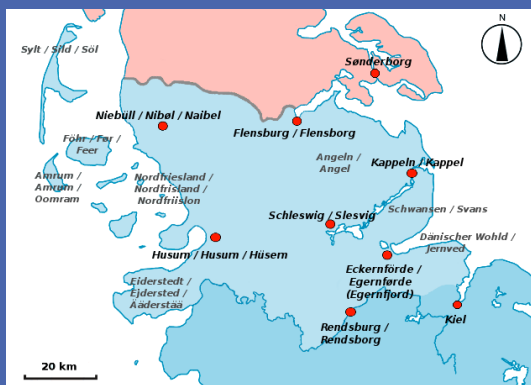 N
Sylt / Sild / Söl
Sønderborg
Niebüll / Nibøl / Naibel
Flensburg / Flensborg
Föhr / Før /
Feer
Angeln /
Angel
Kappeln / Kappel
Amrum /
Amrum /
Oomram
Nordfriesland /
Nordfrisland /
Nordfriislon
Schwansen / Svans
Schleswig / Slesvig
Dänischer Wohld /
Jernved
Husum / Husum / Hüsem
Eckernförde /
Egernførde
(Egernfjord)
Eiderstedt /
Ejdersted /
Ääderstää
Kiel
Rendsburg /
Rendsborg
20 km